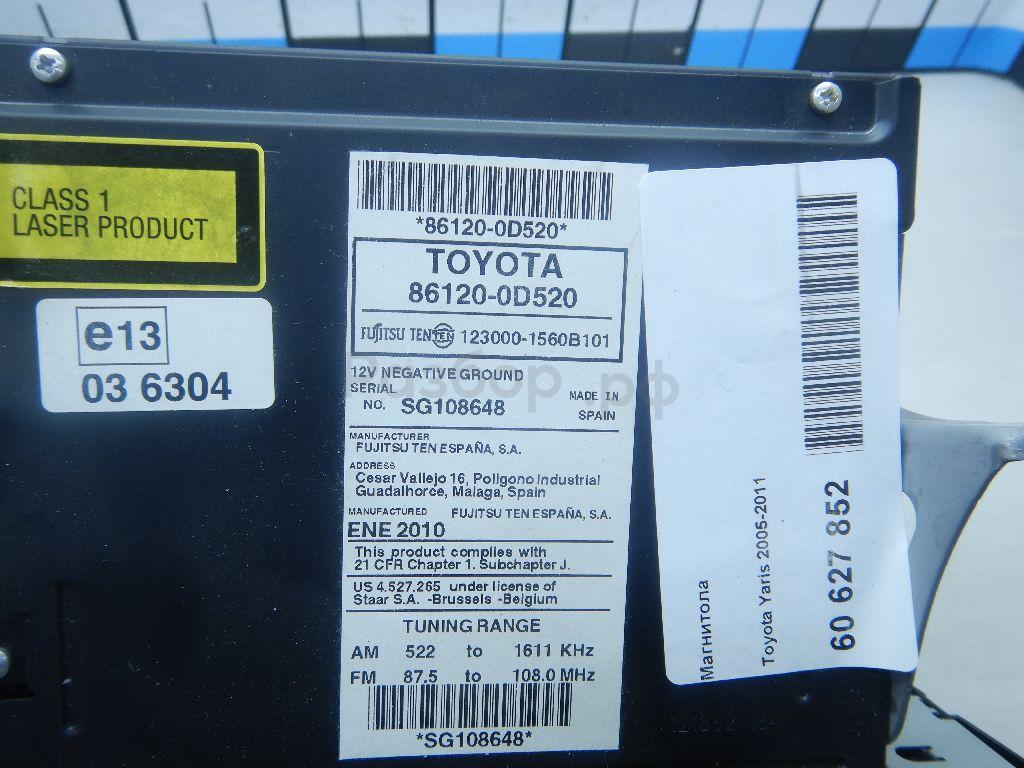 CLASS 1
LASER PRODUCT
e13
03 6304
*86120-0D520*
TOYOTA
86120-0D520
FUJITSU TEN TEN 123000-1560B101
12V NEGATIVE GROUND
SERIAL
NO. SG108648
MADE IN
SPAIN
MANUFACTURER
FUJITSU TEN ESPAÑA, S.A.
ADDRESS
Cesar Vallejo 16, Poligono Industrial
Guadalhorce, Malaga, Spain
MANUFACTURED FUJITSU TEN ESPAÑA, S.A.
ENE 2010
This product complies with
21 CFR Chapter 1. Subchapter J.
US 4.527.265 under license of
Staar S.A. -Brussels -Belgium
TUNING RANGE
AM 522 to 1611 KHz
FM 87.5 to 108.0 MHz
*SG108648*
Магнитола
Toyota Yaris 2005-2011
60 627 852
Разбор.рф